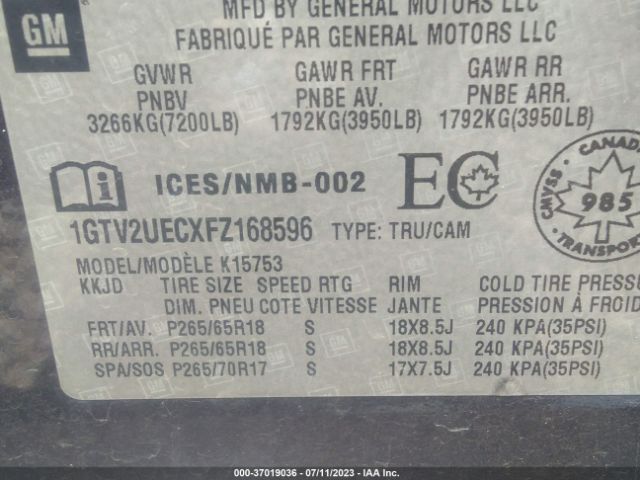 GM
MFD BY GENERAL MOTORS LLC
FABRIQUÉ PAR GENERAL MOTORS LLC
GVWR GAWR FRT GAWR RR
PNBV PNBE AV. PNBE ARR.
3266KG(7200LB) 1792KG(3950LB) 1792KG(3950LB)
ICES/NMB-002 EC
CANADA
CMVSS 985
TRANSPORT
1GTV2UECXFZ168596 TYPE: TRU/CAM
MODEL/MODÈLE K15753
KKJD TIRE SIZE SPEED RTG RIM COLD TIRE PRESSU
DIM. PNEU COTE VITESSE JANTE PRESSION À FROID
FRT/AV. P265/65R18 S 18X8.5J 240 KPA(35PSI)
RR/ARR. P265/65R18 S 18X8.5J 240 KPA(35PSI)
SPA/SOS P265/70R17 S 17X7.5J 240 KPA(35PSI)
000-37019036 - 07/11/2023 - IAA Inc.